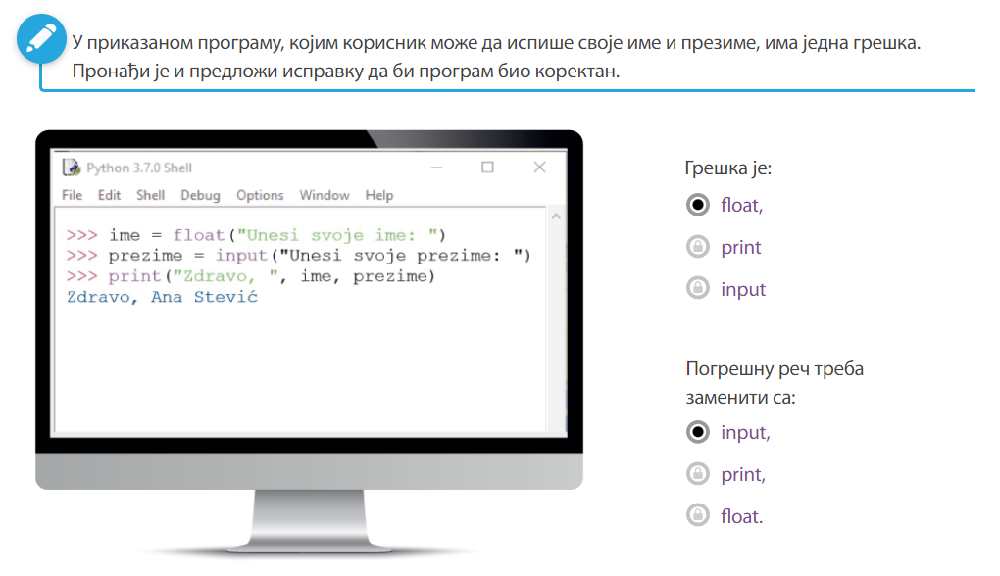 У приказаном програму, којим корисник може да испише своје име и презиме, има једна грешка.
Пронађи је и предложи исправку да би програм био коректан.
Python 3.7.0 Shell
File Edit Shell Debug Options Window Help
>>> ime = float("Unesi svoje ime: ")
>>> prezime = input("Unesi svoje prezime: ")
>>> print("Zdravo, ", ime, prezime)
Zdravo, Ana Stević
Грешка је:
float,
print
input
Погрешну реч треба
заменити са:
input,
print,
float.